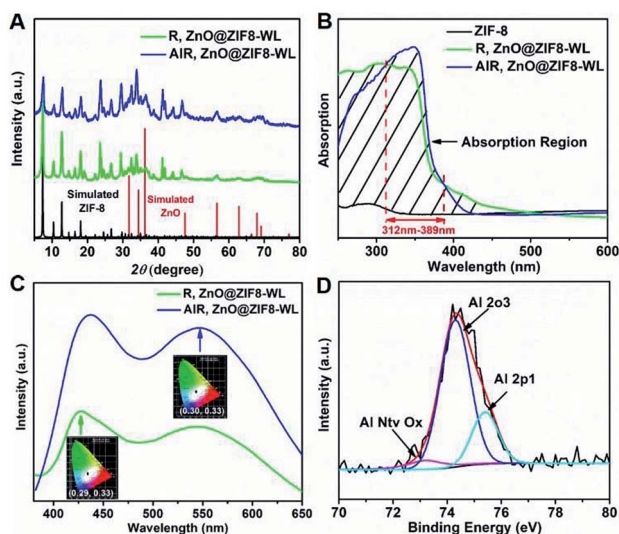 A
R, ZnO@ZIF8-WL
AIR, ZnO@ZIF8-WL
Intensity (a.u.)
Simulated
ZIF-8
Simulated
ZnO
5 10 20 30 40 50 60 70 80
2θ (degree)
B
ZIF-8
R, ZnO@ZIF8-WL
AIR, ZnO@ZIF8-WL
Absorption
Absorption Region
312nm-389nm
300 400 500 600
Wavelength (nm)
C
R, ZnO@ZIF8-WL
AIR, ZnO@ZIF8-WL
Intensity (a.u.)
(0.30, 0.33)
(0.29, 0.33)
400 450 500 550 600 650
Wavelength (nm)
D
Al 2o3
Al 2p1
Al Ntv Ox
Intensity (a.u.)
70 72 74 76 78 80
Binding Energy (eV)